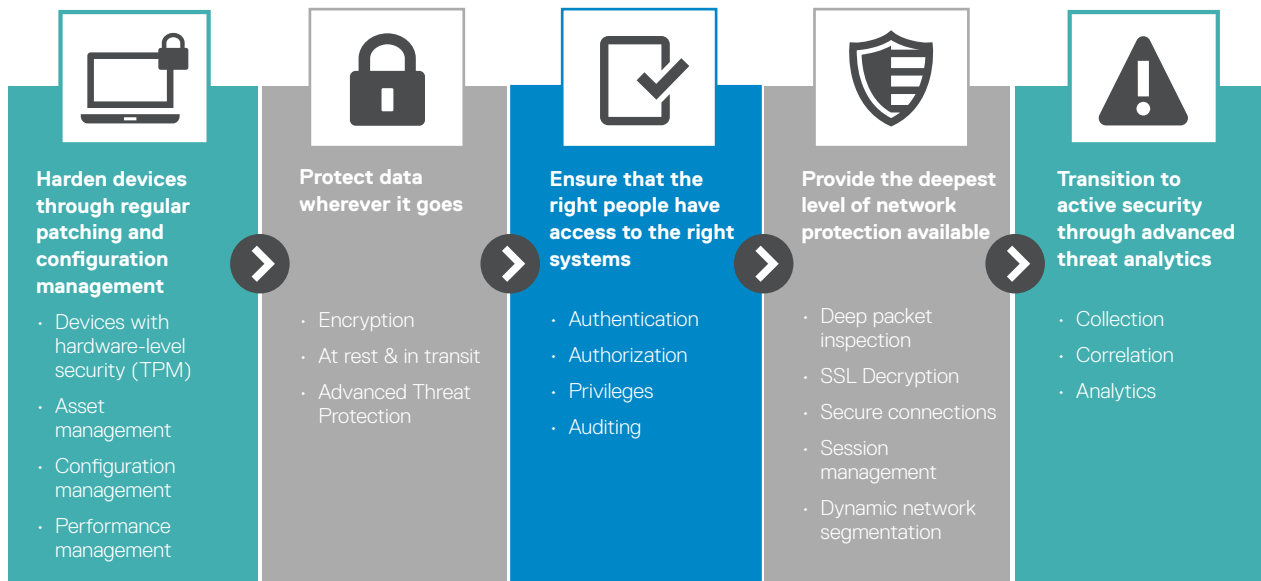 Harden devices
through regular
patching and
configuration
management
· Devices with
hardware-level
security (TPM)
· Asset
management
· Configuration
management
· Performance
management
Protect data
wherever it goes
· Encryption
· At rest & in transit
· Advanced Threat
Protection
Ensure that the
right people have
access to the right
systems
· Authentication
· Authorization
· Privileges
· Auditing
Provide the deepest
level of network
protection available
· Deep packet
inspection
· SSL Decryption
· Secure connections
· Session
management
· Dynamic network
segmentation
Transition to
active security
through advanced
threat analytics
· Collection
· Correlation
· Analytics